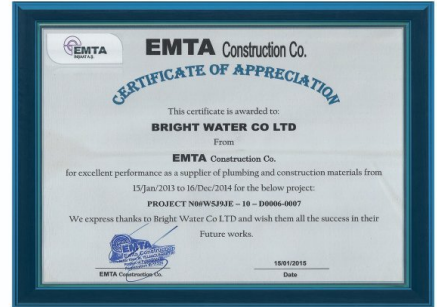 EMTA
İNŞAAT A.Ş.
EMTA Construction Co.
CERTIFICATE OF APPRECIATION
This certificate is awarded to:
BRIGHT WATER CO LTD
From
EMTA Construction Co.
for excellent performance as a supplier of plumbing and construction materials from
15/Jan/2013 to 16/Dec/2014 for the below project:
PROJECT N00W5J9JE – 10 – D0006-0007
We express thanks to Bright Water Co LTD and wish them all the success in their
Future works.
EMTA
EMTA Construction Co.
15/01/2015
Date